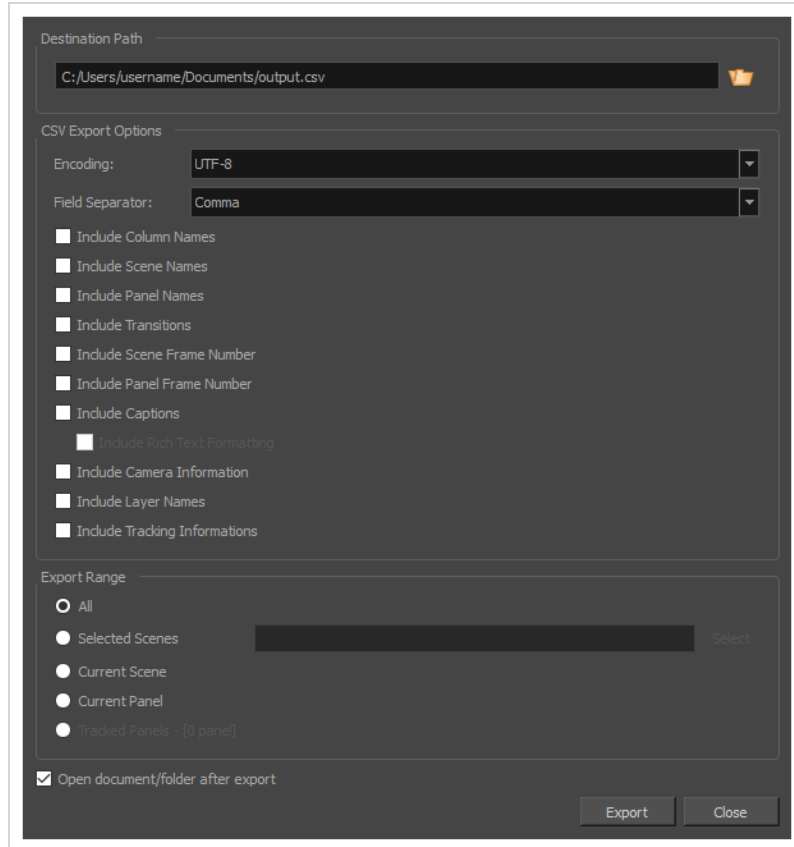 Destination Path
C:/Users/username/Documents/output.csv
CSV Export Options
Encoding: UTF-8
Field Separator: Comma
Include Column Names
Include Scene Names
Include Panel Names
Include Transitions
Include Scene Frame Number
Include Panel Frame Number
Include Captions
Include Rich Text Formatting
Include Camera Information
Include Layer Names
Include Tracking Informations
Export Range
All
Selected Scenes Select
Current Scene
Current Panel
Tracked Panels - [0 panel]
Open document/folder after export
Export Close